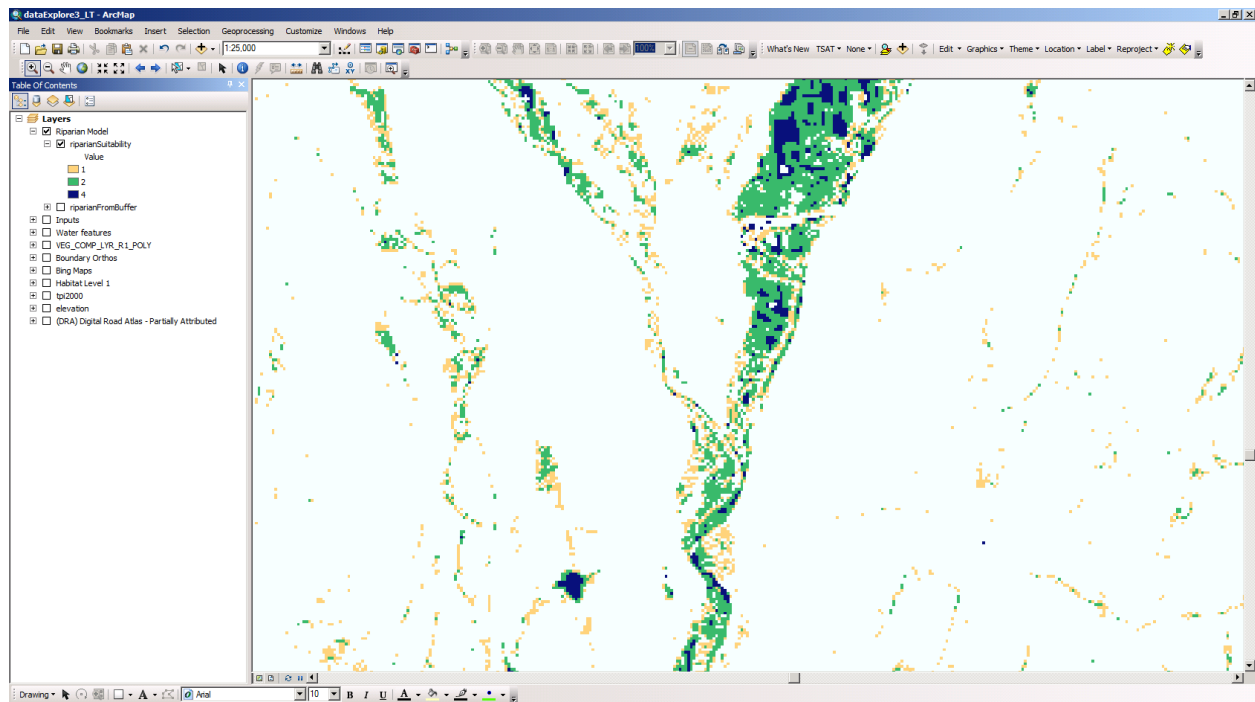 dataExplore3_LT - ArcMap
File Edit View Bookmarks Insert Selection Geoprocessing Customize Windows Help
1:25,000 100% What's New TSAT None Edit Graphics Theme Location Label Reproject
Table Of Contents
Layers
Riparian Model
riparianSuitability
Value
1
2
4
riparianFromBuffer
Inputs
Water features
VEG_COMP_LYR_R1_POLY
Boundary Orthos
Bing Maps
Habitat Level 1
tpi2000
elevation
(DRA) Digital Road Atlas - Partially Attributed
Drawing A Arial 10 B I U A